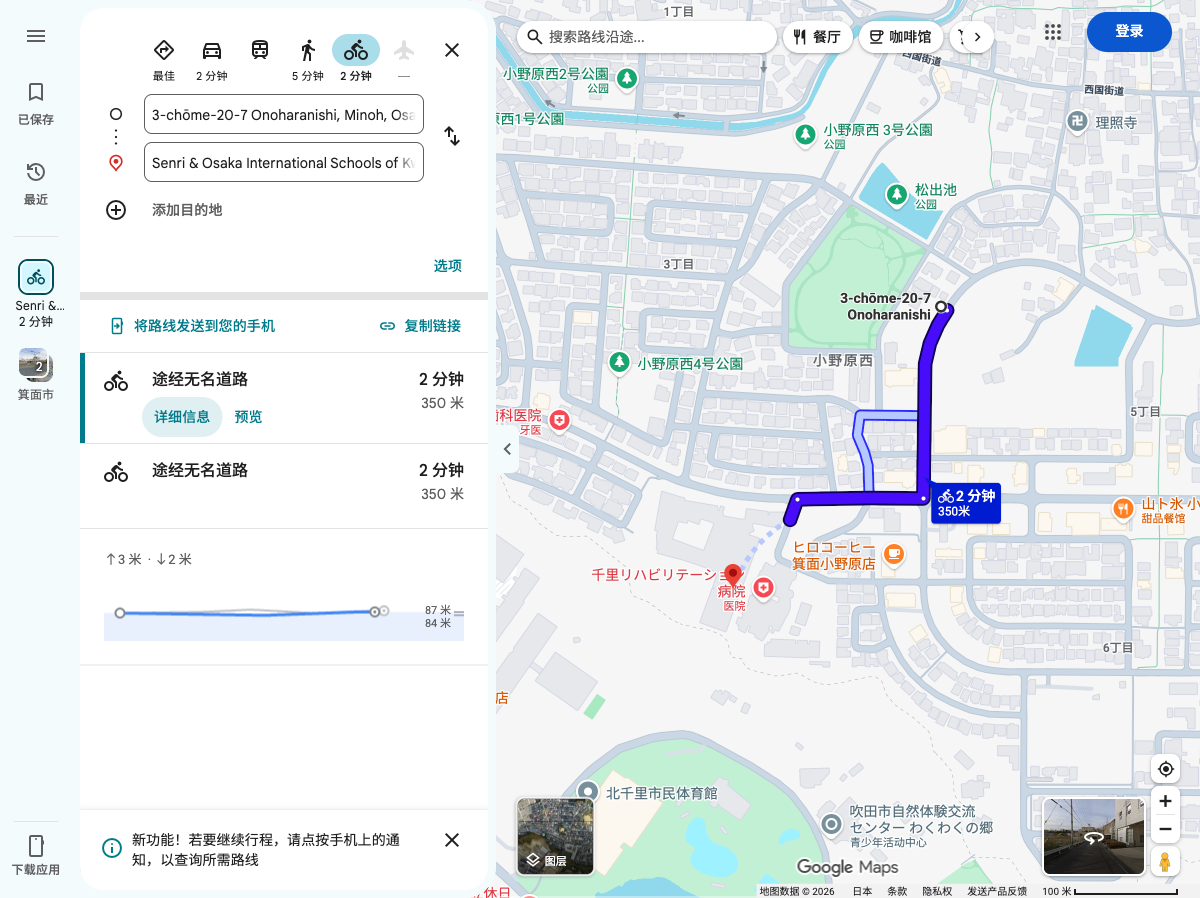 已保存
最近
Senri &...
2 分钟
2
箕面市
下载应用
最佳
2 分钟
5 分钟
2 分钟
—
3-chōme-20-7 Onoharanishi, Minoh, Osa
Senri & Osaka International Schools of Kw
添加目的地
选项
将路线发送到您的手机
复制链接
途经无名道路
2 分钟
350 米
详细信息
预览
途经无名道路
2 分钟
350 米
↑3 米 · ↓2 米
87 米
84 米
新功能！若要继续行程，请点按手机上的通
知，以查询所需路线
搜索路线沿途...
餐厅
咖啡馆
登录
1丁目
西国街道
西国街道
小野原西2号公園
公园
原西1号公園
小野原西 3号公園
公园
理照寺
松出池
公园
3丁目
3-chōme-20-7
Onoharanishi
小野原西4号公園
小野原西
歯科医院
牙医
5丁目
2 分钟
350米
山ト氷 小
甜品餐馆
ヒロコーヒー
箕面小野原店
千里リハビリテーション
病院
医院
6丁目
店
北千里市民体育館
吹田市自然体験交流
センター わくわくの郷
青少年活动中心
图层
Google Maps
休日
地图数据 © 2026
日本
条款
隐私权
发送产品反馈
100 米